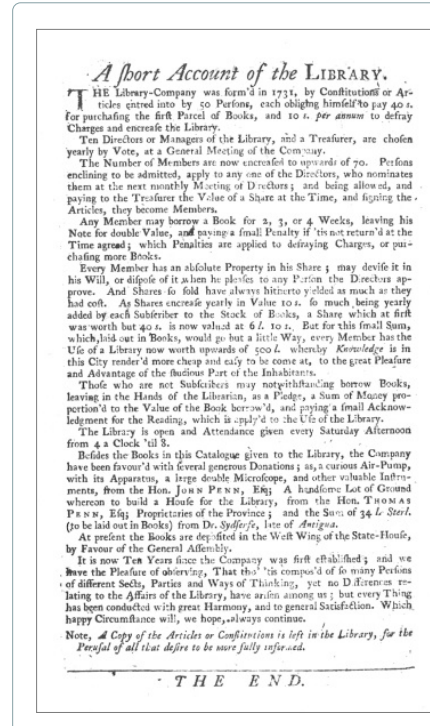 A short Account of the LIBRARY.
THE Library-Company was form'd in 1731, by Constitutions or Ar-
ticles entred into by 50 Persons, each obliging himself to pay 40 s.
for purchasing the first Parcel of Books, and 10 s. per annum to defray
Charges and encrease the Library.
Ten Directors or Managers of the Library, and a Treasurer, are chosen
yearly by Vote, at a General Meeting of the Company.
The Number of Members are now encreased to upwards of 70. Persons
enclining to be admitted, apply to any one of the Directors, who nominates
them at the next monthly Meeting of Directors; and being allowed, and
paying to the Treasurer the Value of a Share at the Time, and signing the
Articles, they become Members.
Any Member may borrow a Book for 2, 3, or 4 Weeks, leaving his
Note for double Value, and paying a small Penalty if 'tis not return'd at the
Time agreed; which Penalties are applied to defraying Charges, or pur-
chasing more Books.
Every Member has an absolute Property in his Share; may devise it in
his Will, or dispose of it when he pleases to any Person the Directors ap-
prove. And Shares so sold have always hitherto yielded as much as they
had cost. As Shares encrease yearly in Value 10 s. so much being yearly
added by each Subscriber to the Stock of Books, a Share which at first
was worth but 40 s. is now valued at 6 l. 10 s. But for this small Sum,
which, laid out in Books, would go but a little Way, every Member has the
Use of a Library now worth upwards of 500 l. whereby Knowledge is in
this City render'd more cheap and easy to be come at, to the great Pleasure
and Advantage of the studious Part of the Inhabitants.
Those who are not Subscribers may notwithstanding borrow Books,
leaving in the Hands of the Librarian, as a Pledge, a Sum of Money pro-
portion'd to the Value of the Book borrow'd, and paying a small Acknow-
ledgment for the Reading, which is apply'd to the Use of the Library.
The Library is open and Attendance given every Saturday Afternoon
from 4 a Clock 'til 8.
Besides the Books in this Catalogue given to the Library, the Company
have been favour'd with several generous Donations; as, a curious Air-Pump,
with its Apparatus, a large double Microscope, and other valuable Instru-
ments, from the Hon. JOHN PENN, Esq; A handsome Lot of Ground
whereon to build a House for the Library, from the Hon. THOMAS
PENN, Esq; Proprietaries of the Province; and the Sum of 34 l. Sterl.
(to be laid out in Books) from Dr. Sydserfe, late of Antigua.
At present the Books are deposited in the West Wing of the State-House,
by Favour of the General Assembly.
It is now Ten Years since the Company was first established; and we
have the Pleasure of observing, That tho' 'tis compos'd of so many Persons
of different Sects, Parties and Ways of Thinking, yet no Differences re-
lating to the Affairs of the Library, have arisen among us; but every Thing
has been conducted with great Harmony, and to general Satisfaction. Which
happy Circumstance will, we hope, always continue.
Note, A Copy of the Articles or Constitutions is left in the Library, for the
Perusal of all that desire to be more fully informed.
THE END.